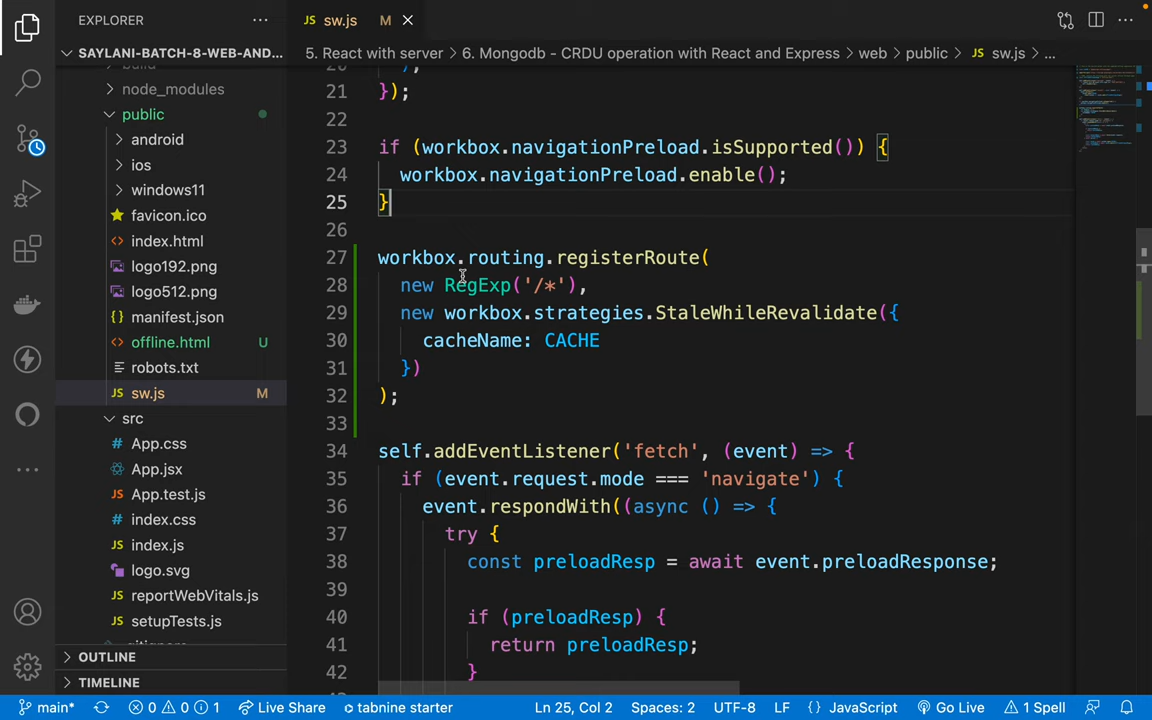 EXPLORER
sw.js M
SAYLANI-BATCH-8-WEB-AND-...
5. React with server > 6. Mongodb - CRDU operation with React and Express > web > public > JS sw.js > ...
build
node_modules
public
android
ios
windows11
favicon.ico
index.html
logo192.png
logo512.png
manifest.json
offline.html U
robots.txt
JS sw.js M
src
App.css
App.jsx
JS App.test.js
index.css
JS index.js
logo.svg
JS reportWebVitals.js
JS setupTests.js
OUTLINE
TIMELINE
21 });
22
23 if (workbox.navigationPreload.isSupported()) {
24 workbox.navigationPreload.enable();
25 }
26
27 workbox.routing.registerRoute(
28 new RegExp('/*'),
29 new workbox.strategies.StaleWhileRevalidate({
30 cacheName: CACHE
31 })
32 );
33
34 self.addEventListener('fetch', (event) => {
35 if (event.request.mode === 'navigate') {
36 event.respondWith((async () => {
37 try {
38 const preloadResp = await event.preloadResponse;
39
40 if (preloadResp) {
41 return preloadResp;
42 }
main* 0 0 1 Live Share tabnine starter Ln 25, Col 2 Spaces: 2 UTF-8 LF {} JavaScript Go Live 1 Spell